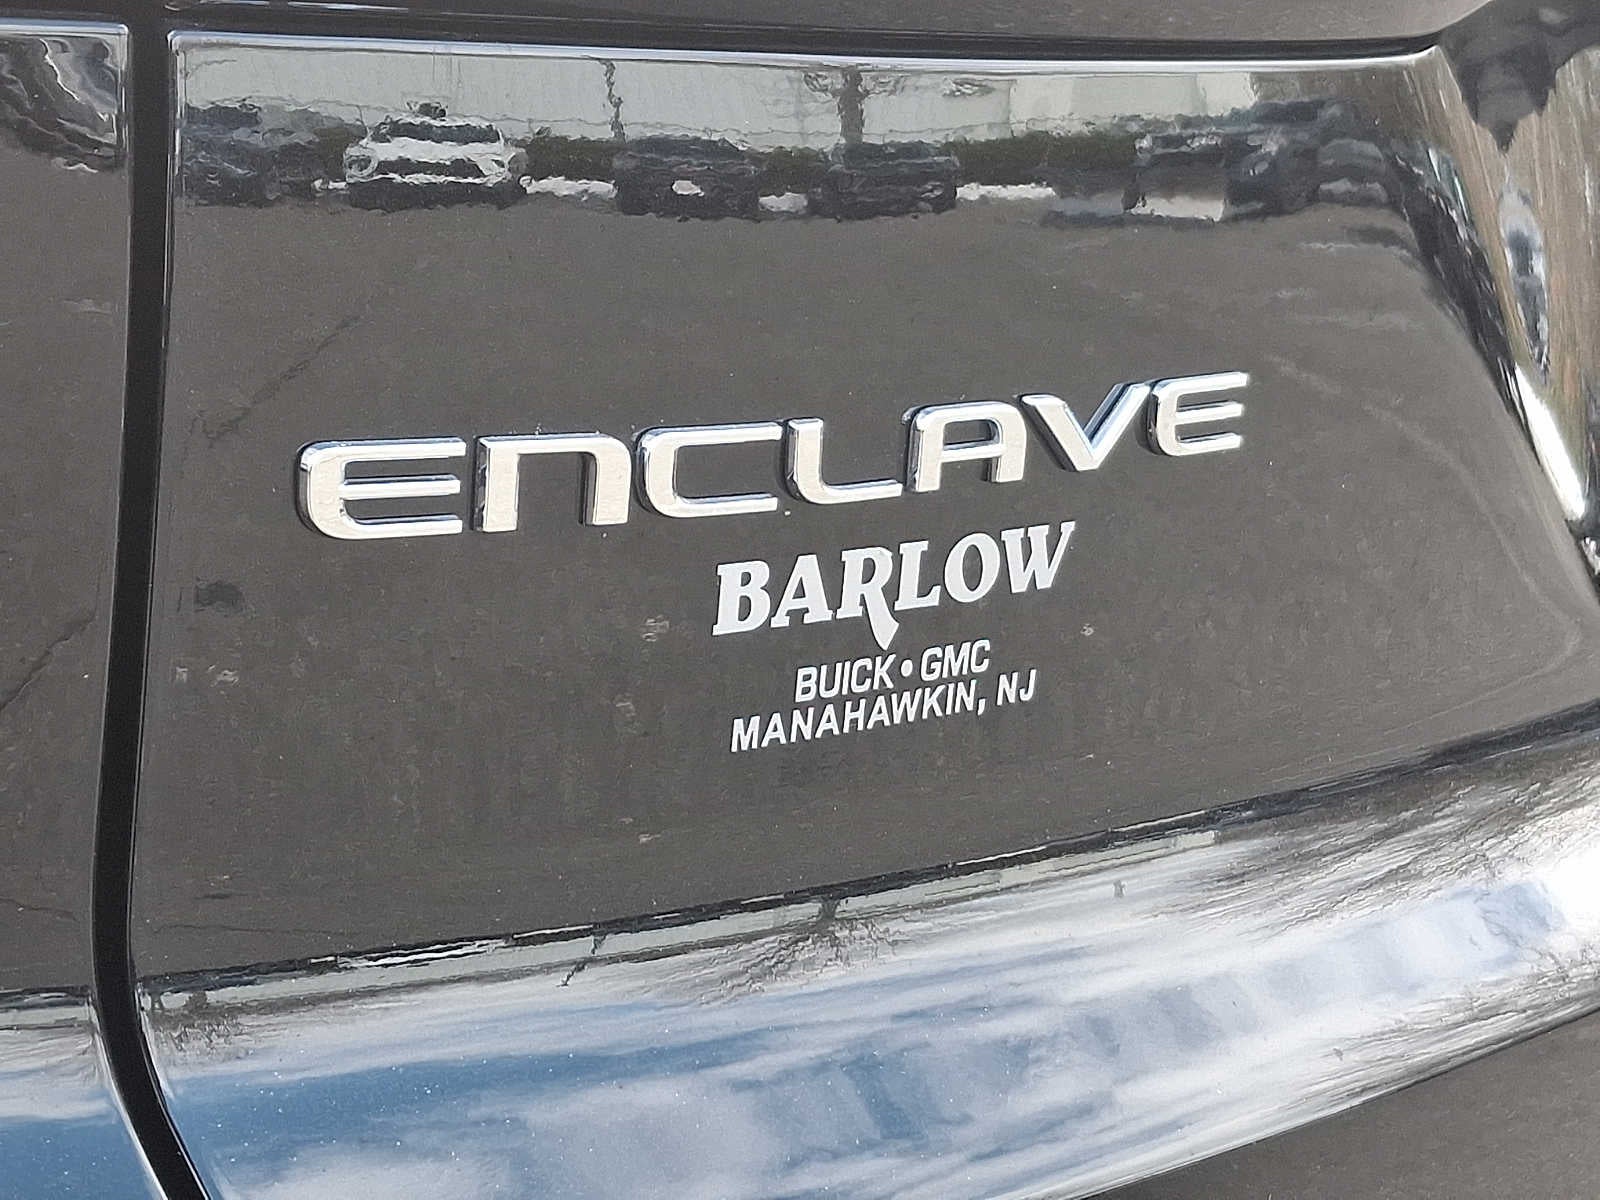 ENCLAVE
BARLOW
BUICK • GMC
MANAHAWKIN, NJ